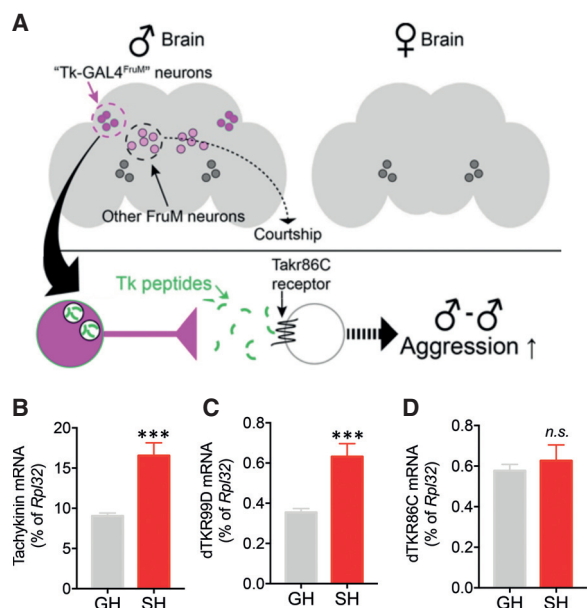 A
♂ Brain
♀ Brain
“Tk-GAL4FruM” neurons
Other FruM neurons
Courtship
Tk peptides
Takr86C
receptor
♂-♂
Aggression ↑
B
Tachykinin mRNA
(% of Rpl32)
20
15
10
5
0
***
GH SH
C
dTKR99D mRNA
(% of Rpl32)
0.8
0.6
0.4
0.2
0.0
***
GH SH
D
dTKR86C mRNA
(% of Rpl32)
0.8
0.6
0.4
0.2
0.0
n.s.
GH SH